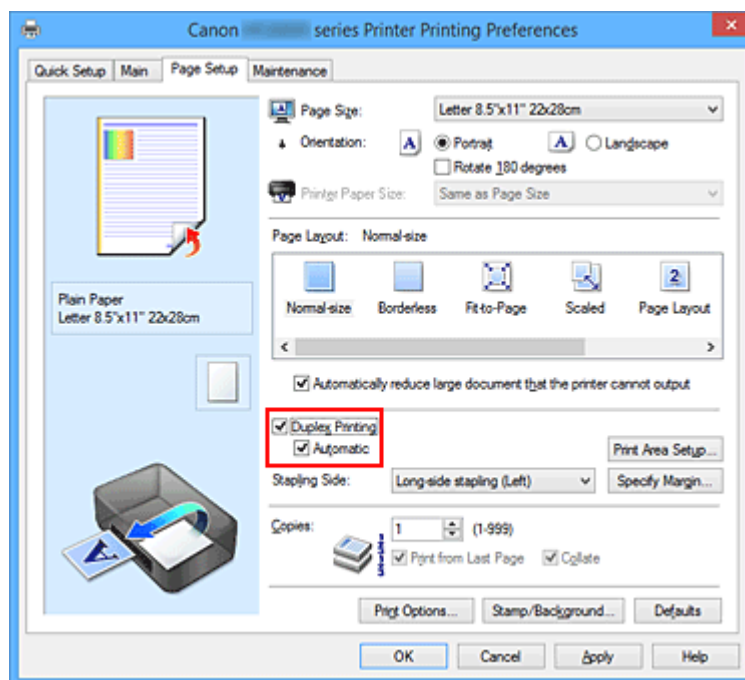 Canon series Printer Printing Preferences
Quick Setup Main Page Setup Maintenance
Page Size: Letter 8.5"x11" 22x28cm
Orientation: A Portrait A Landscape
Rotate 180 degrees
Printer Paper Size: Same as Page Size
Page Layout: Normal-size
2
Normal-size Borderless Fit-to-Page Scaled Page Layout
Plain Paper
Letter 8.5"x11" 22x28cm
Automatically reduce large document that the printer cannot output
Duplex Printing
Automatic
Print Area Setup...
Stapling Side: Long-side stapling (Left) Specify Margin...
A
Copies: 1 (1-999)
Print from Last Page Collate
Print Options... Stamp/Background... Defaults
OK Cancel Apply Help